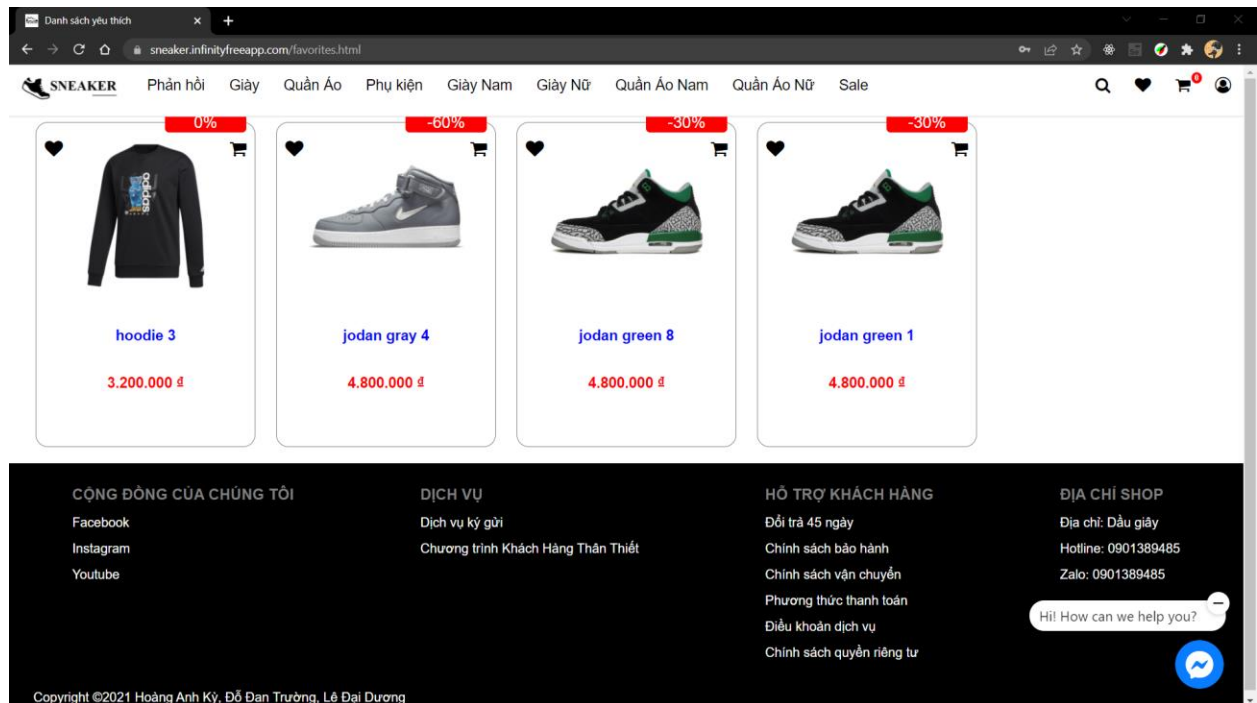 Danh sách yêu thích
sneaker.infinityfreeapp.com/favorites.html
SNEAKER Phản hồi Giày Quần Áo Phụ kiện Giày Nam Giày Nữ Quần Áo Nam Quần Áo Nữ Sale 0
0% -60% -30% -30%
adidas
hoodie 3 jodan gray 4 jodan green 8 jodan green 1
3.200.000 ₫ 4.800.000 ₫ 4.800.000 ₫ 4.800.000 ₫
CỘNG ĐỒNG CỦA CHÚNG TÔI DỊCH VỤ HỖ TRỢ KHÁCH HÀNG ĐỊA CHỈ SHOP
Facebook Dịch vụ ký gửi Đổi trả 45 ngày Địa chỉ: Dầu giây
Instagram Chương trình Khách Hàng Thân Thiết Chính sách bảo hành Hotline: 0901389485
Youtube Chính sách vận chuyển Zalo: 0901389485
Phương thức thanh toán
Hi! How can we help you?
Điều khoản dịch vụ
Chính sách quyền riêng tư
Copyright ©2021 Hoàng Anh Kỳ, Đỗ Đan Trường, Lê Đại Dương